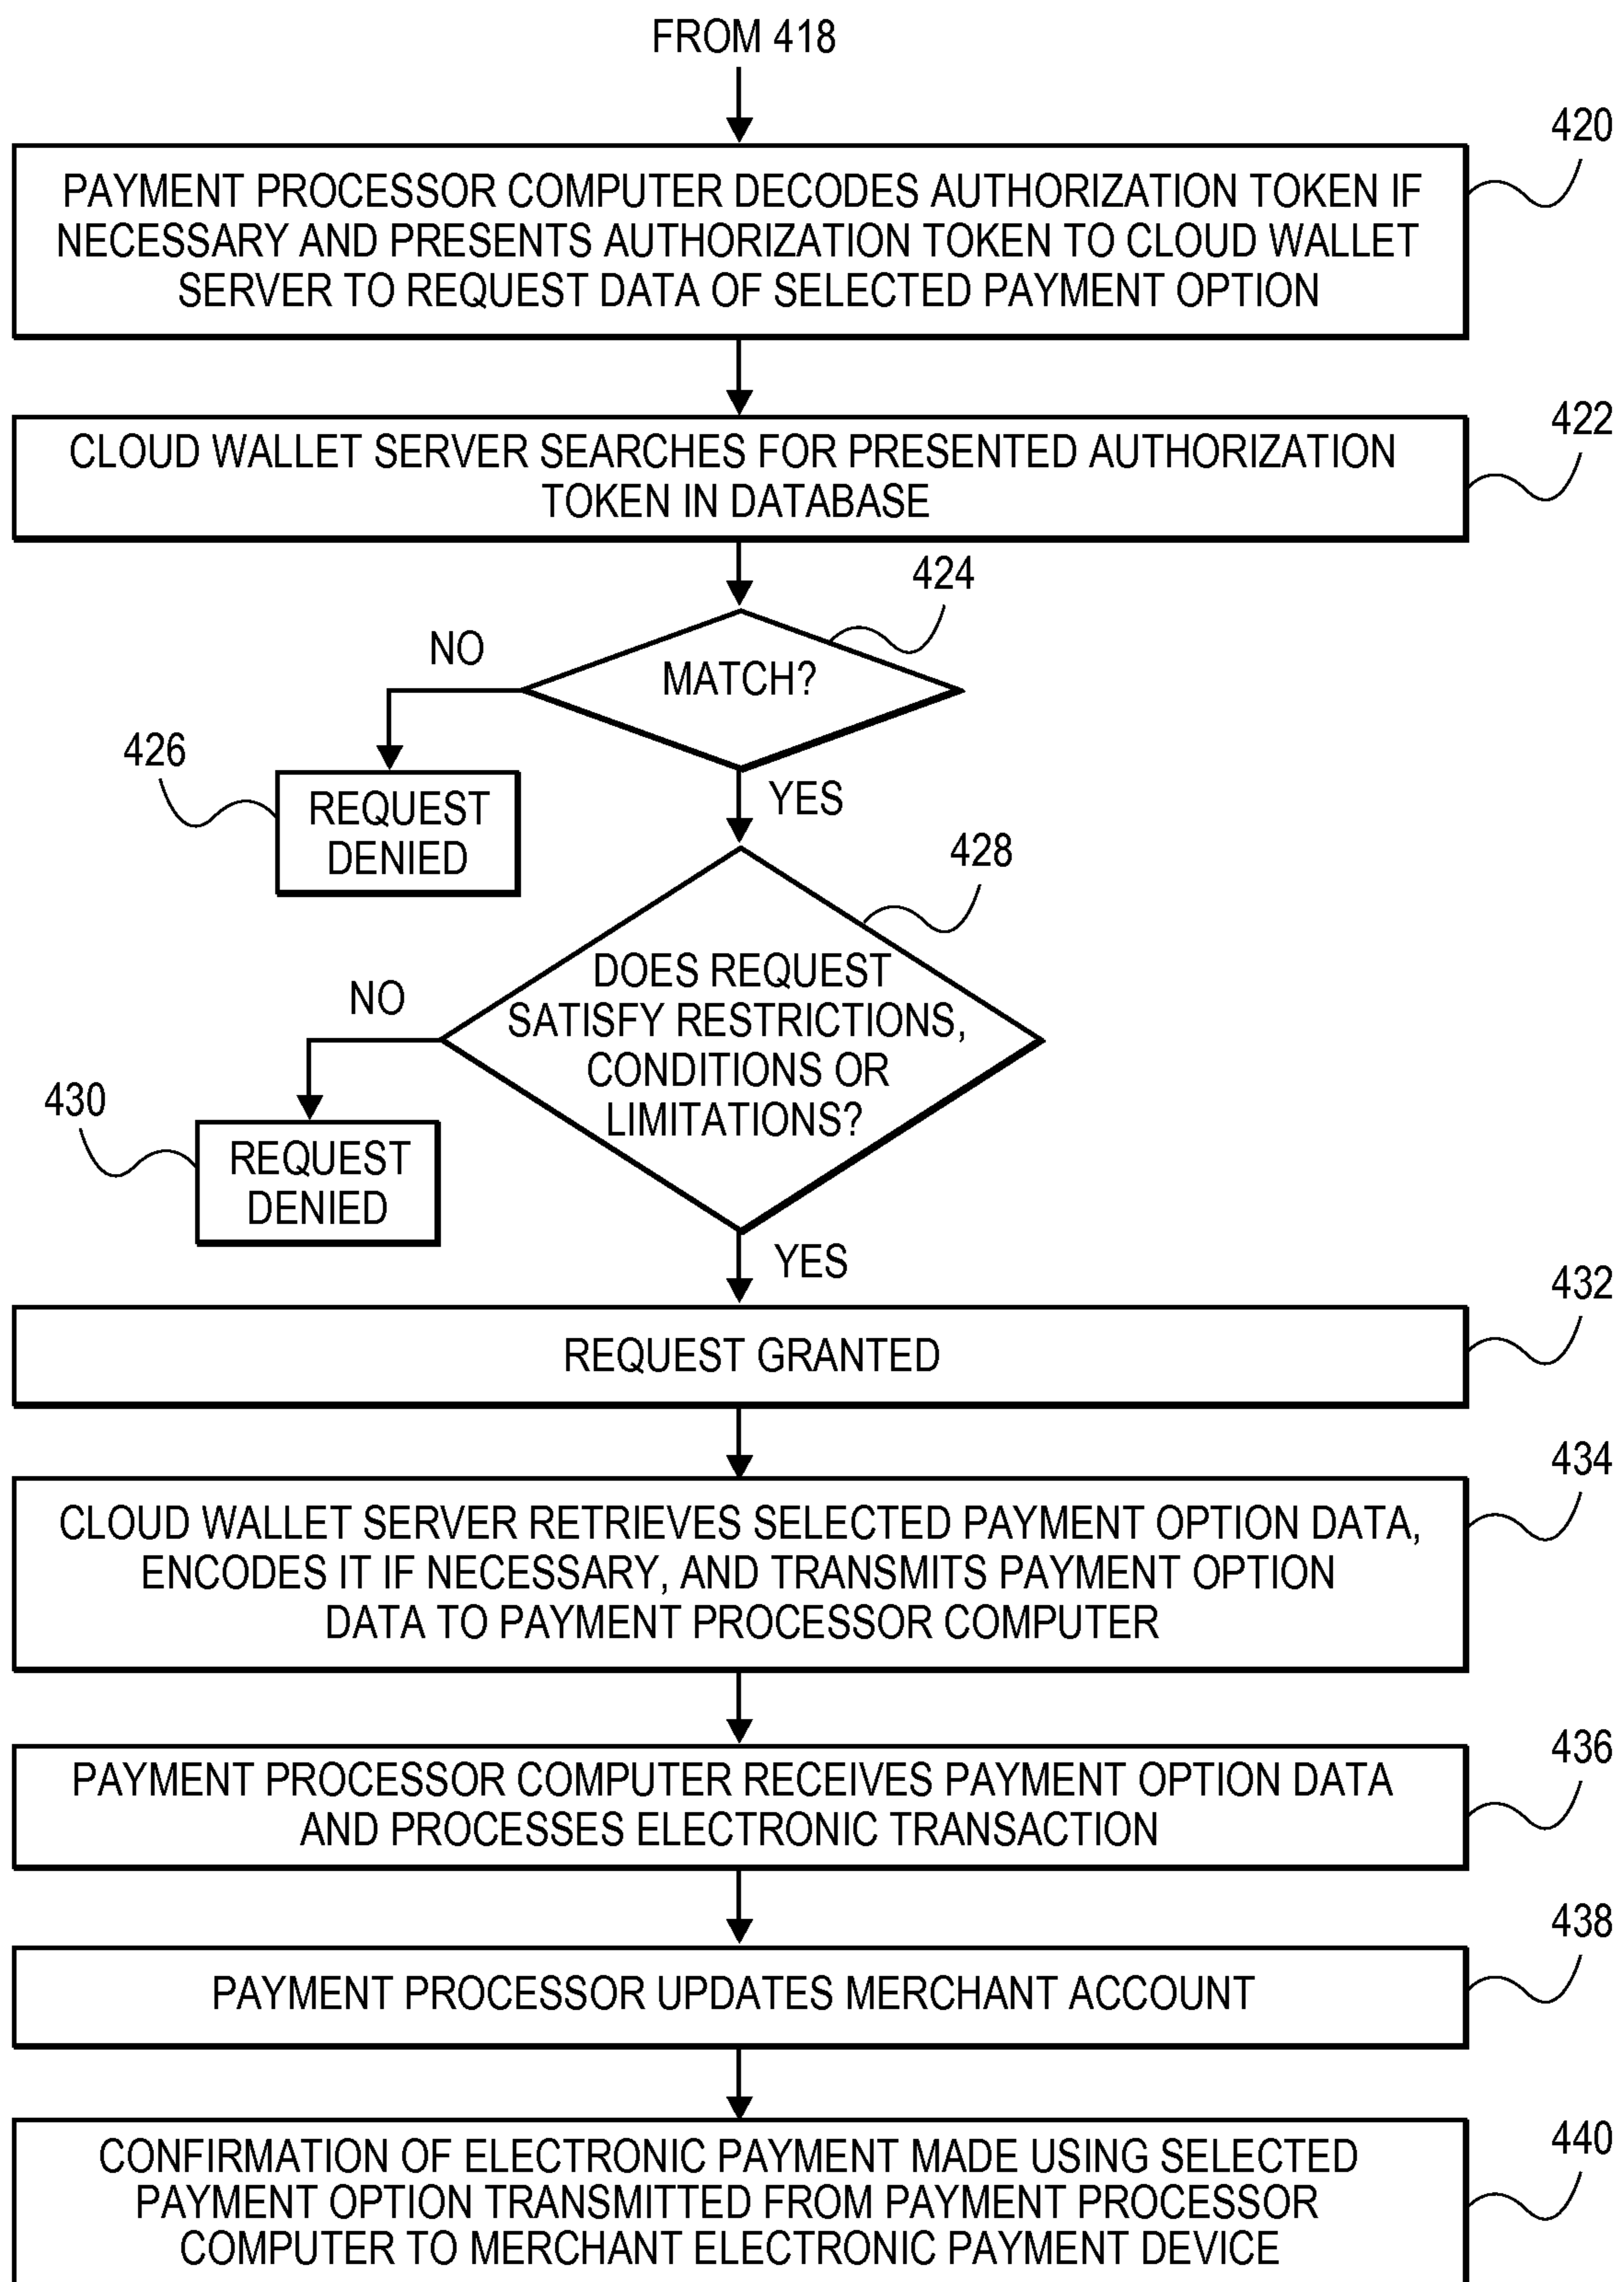 FROM 418
420
PAYMENT PROCESSOR COMPUTER DECODES AUTHORIZATION TOKEN IF
NECESSARY AND PRESENTS AUTHORIZATION TOKEN TO CLOUD WALLET
SERVER TO REQUEST DATA OF SELECTED PAYMENT OPTION
422
CLOUD WALLET SERVER SEARCHES FOR PRESENTED AUTHORIZATION
TOKEN IN DATABASE
424
NO
MATCH?
426
REQUEST
DENIED
YES
428
DOES REQUEST
SATISFY RESTRICTIONS,
CONDITIONS OR
LIMITATIONS?
NO
430
REQUEST
DENIED
YES
432
REQUEST GRANTED
434
CLOUD WALLET SERVER RETRIEVES SELECTED PAYMENT OPTION DATA,
ENCODES IT IF NECESSARY, AND TRANSMITS PAYMENT OPTION
DATA TO PAYMENT PROCESSOR COMPUTER
436
PAYMENT PROCESSOR COMPUTER RECEIVES PAYMENT OPTION DATA
AND PROCESSES ELECTRONIC TRANSACTION
438
PAYMENT PROCESSOR UPDATES MERCHANT ACCOUNT
440
CONFIRMATION OF ELECTRONIC PAYMENT MADE USING SELECTED
PAYMENT OPTION TRANSMITTED FROM PAYMENT PROCESSOR
COMPUTER TO MERCHANT ELECTRONIC PAYMENT DEVICE